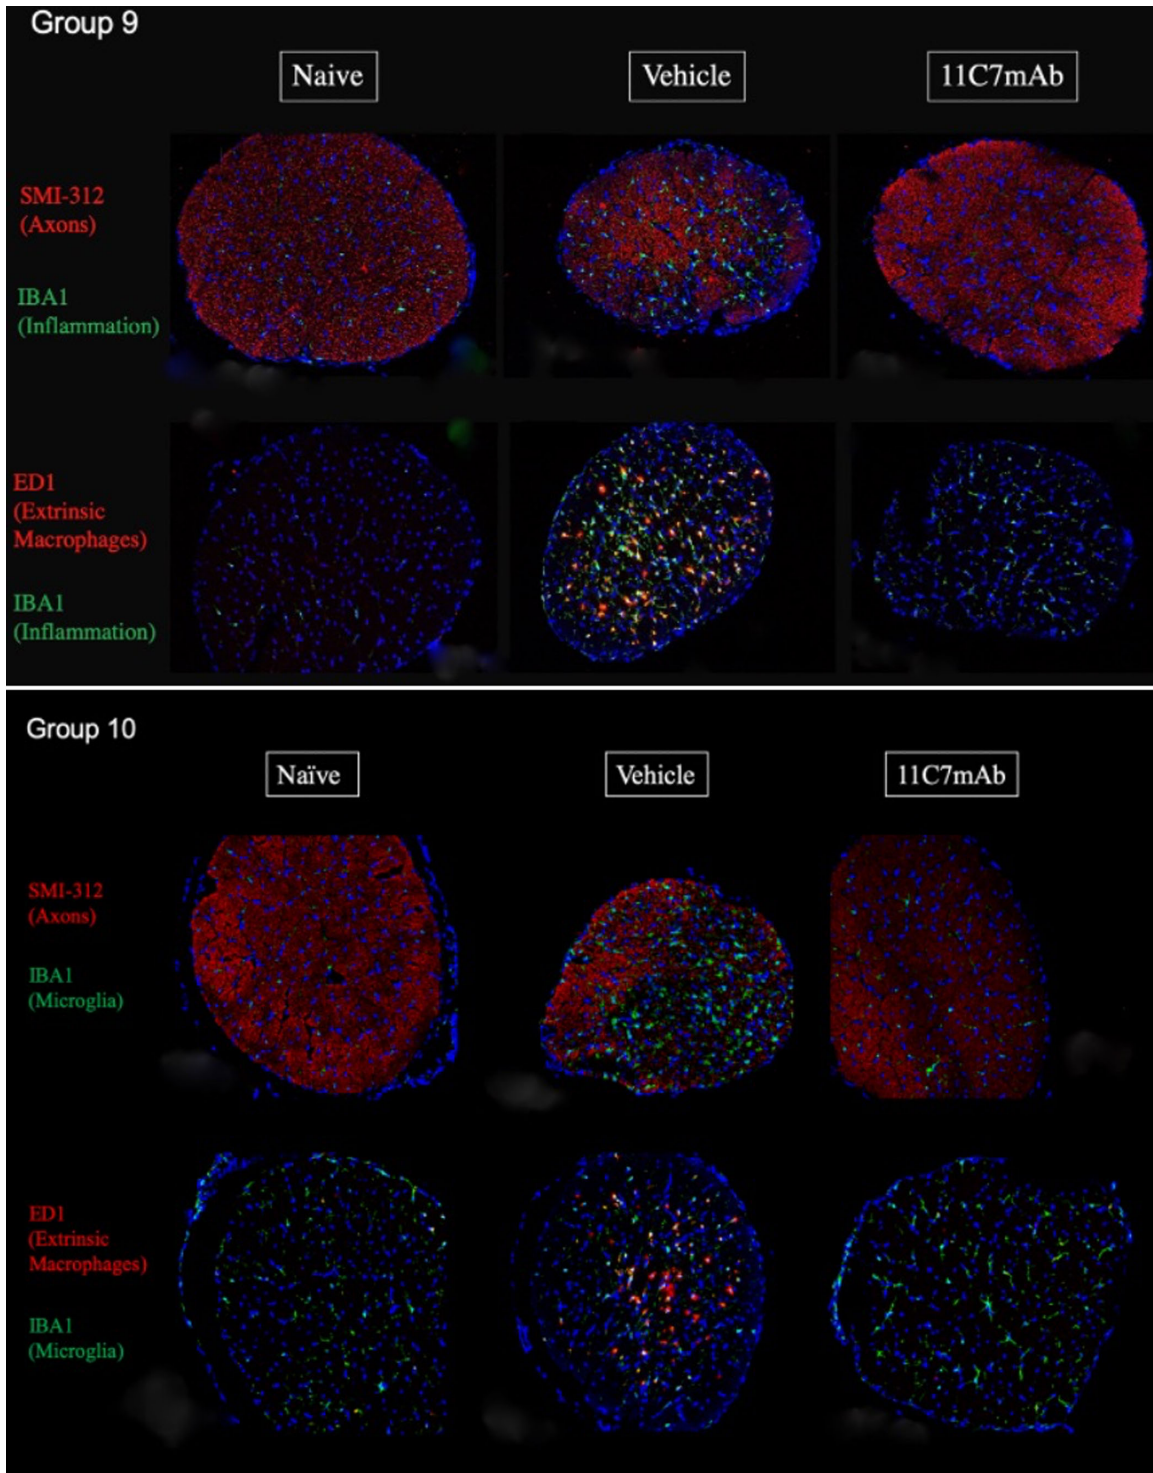 Group 9
Naive
Vehicle
11C7mAb
SMI-312
(Axons)
IBA1
(Inflammation)
ED1
(Extrinsic
Macrophages)
IBA1
(Inflammation)
Group 10
Naïve
Vehicle
11C7mAb
SMI-312
(Axons)
IBA1
(Microglia)
ED1
(Extrinsic
Macrophages)
IBA1
(Microglia)